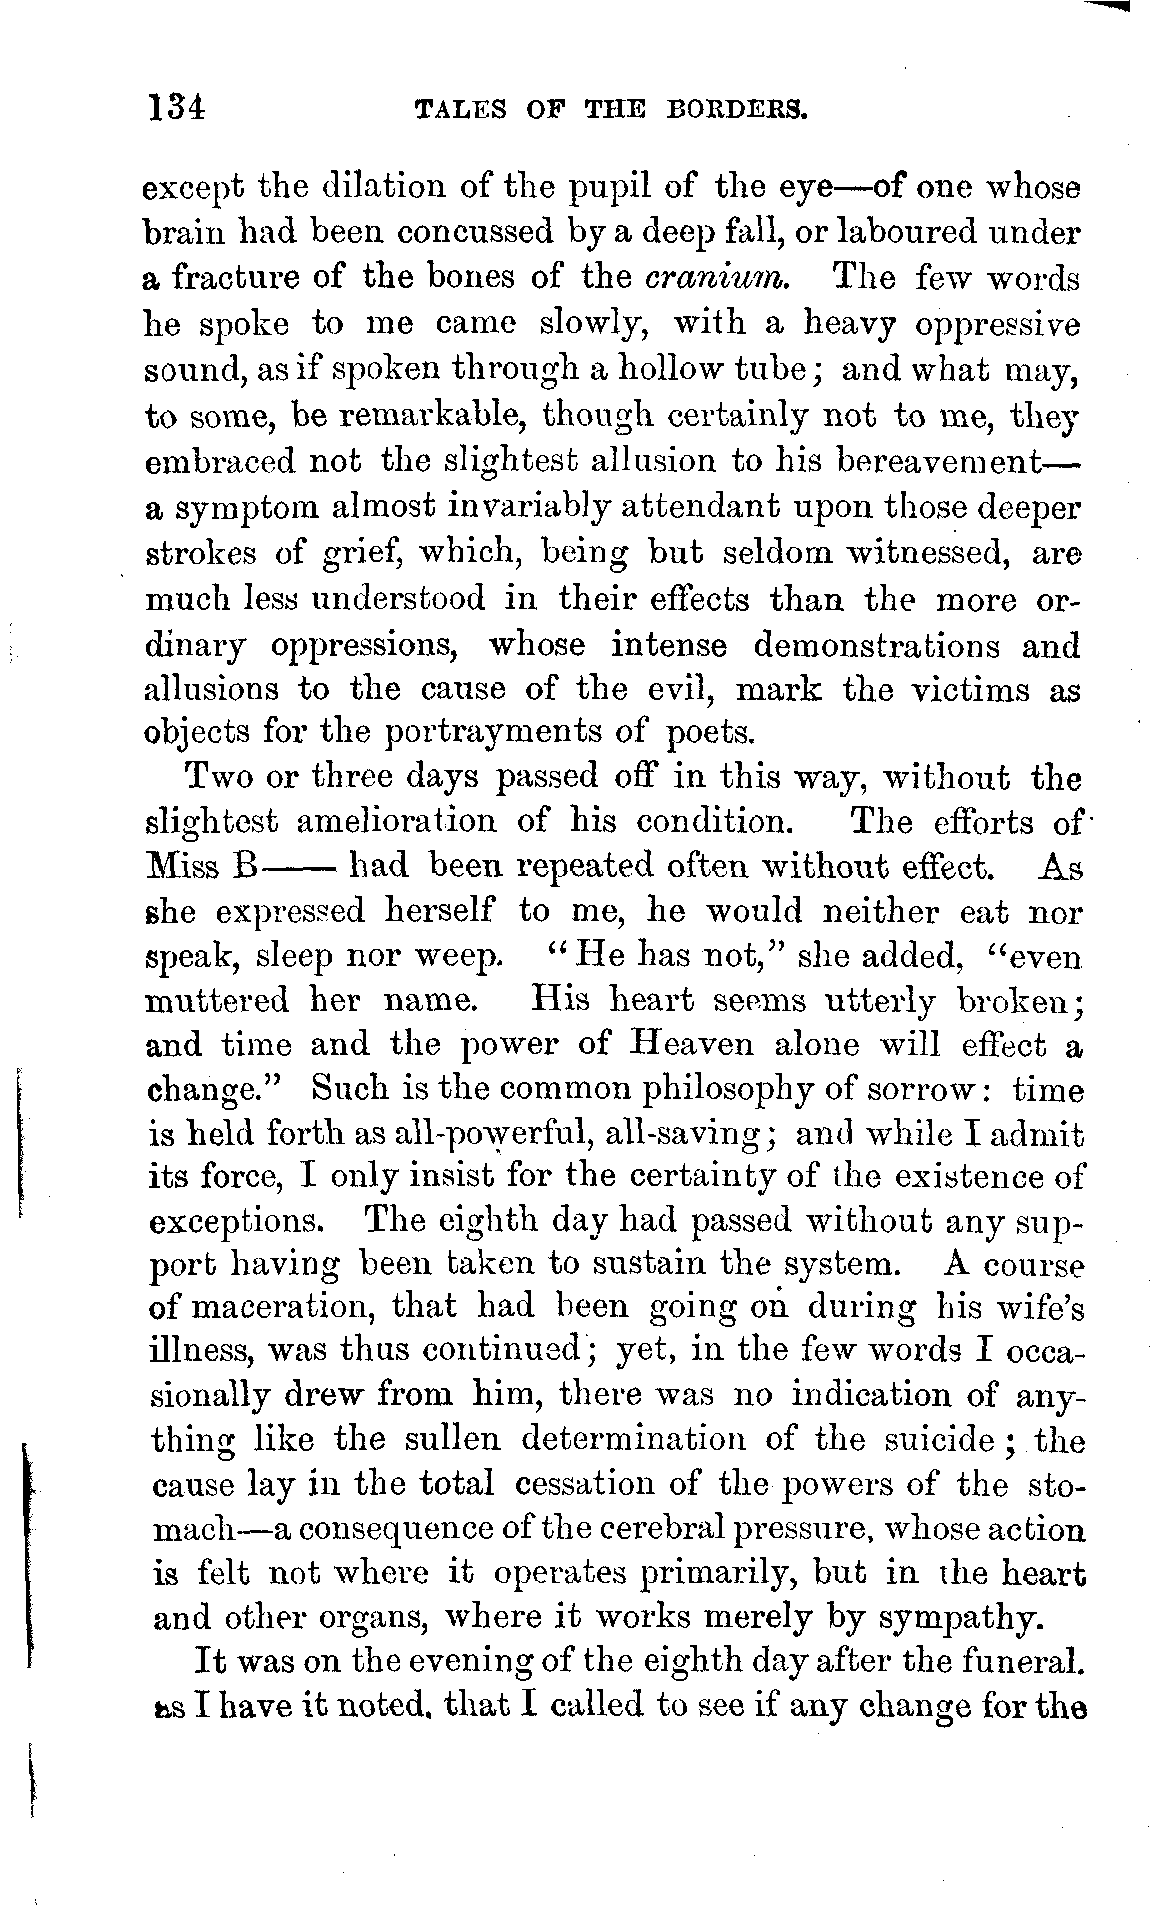 134 TALES OF THE BORDERS.
except the dilation of the pupil of the eye—of one whose
brain had been concussed by a deep fall, or laboured under
a fracture of the bones of the cranium. The few words
he spoke to me came slowly, with a heavy oppressive
sound, as if spoken through a hollow tube; and what may,
to some, be remarkable, though certainly not to me, they
embraced not the slightest allusion to his bereavement—
a symptom almost invariably attendant upon those deeper
strokes of grief, which, being but seldom witnessed, are
much less understood in their effects than the more or-
dinary oppressions, whose intense demonstrations and
allusions to the cause of the evil, mark the victims as
objects for the portrayments of poets.
Two or three days passed off in this way, without the
slightest amelioration of his condition. The efforts of
Miss B—— had been repeated often without effect. As
she expressed herself to me, he would neither eat nor
speak, sleep nor weep. "He has not," she added, "even
muttered her name. His heart seems utterly broken;
and time and the power of Heaven alone will effect a
change." Such is the common philosophy of sorrow: time
is held forth as all-powerful, all-saving; and while I admit
its force, I only insist for the certainty of the existence of
exceptions. The eighth day had passed without any sup-
port having been taken to sustain the system. A course
of maceration, that had been going on during his wife's
illness, was thus continued; yet, in the few words I occa-
sionally drew from him, there was no indication of any-
thing like the sullen determination of the suicide; the
cause lay in the total cessation of the powers of the sto-
mach—a consequence of the cerebral pressure, whose action
is felt not where it operates primarily, but in the heart
and other organs, where it works merely by sympathy.
It was on the evening of the eighth day after the funeral.
as I have it noted, that I called to see if any change for the